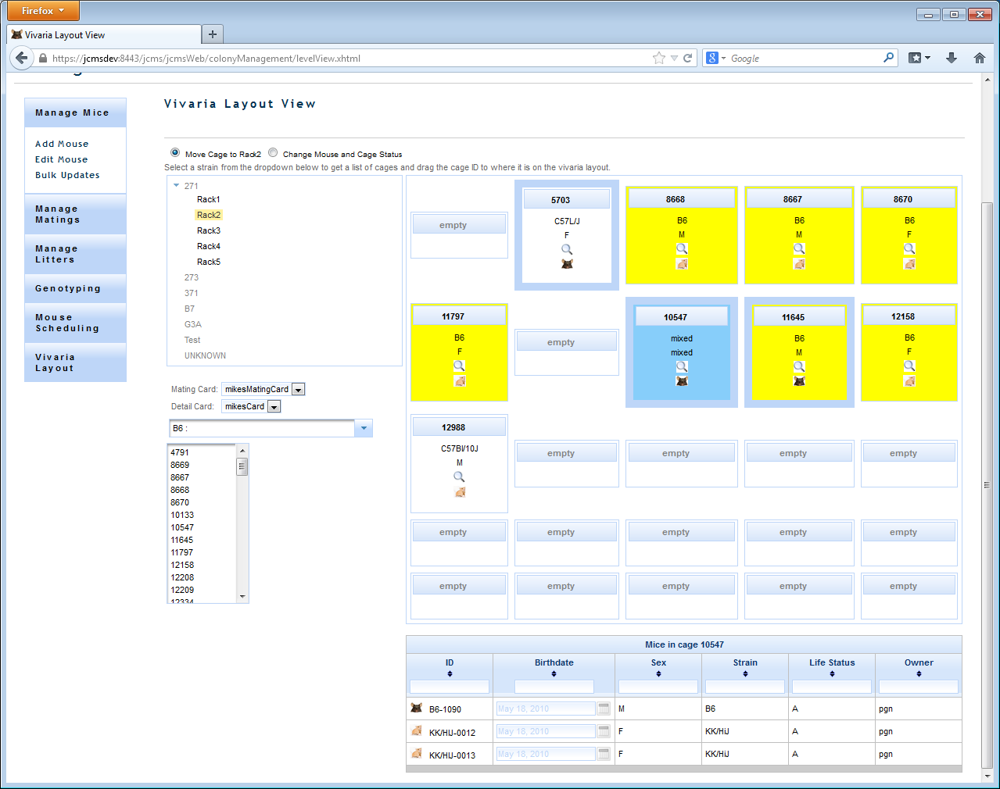 Firefox
Vivaria Layout View
https://jcmsdev:8443/jcms/jcmsWeb/colonyManagement/levelView.xhtml
Google
Manage Mice
Add Mouse
Edit Mouse
Bulk Updates
Manage
Matings
Manage
Litters
Genotyping
Mouse
Scheduling
Vivaria
Layout
Vivaria Layout View
Move Cage to Rack2 Change Mouse and Cage Status
Select a strain from the dropdown below to get a list of cages and drag the cage ID to where it is on the vivaria layout.
271
Rack1
Rack2
Rack3
Rack4
Rack5
273
371
B7
G3A
Test
UNKNOWN
Mating Card: mikesMatingCard
Detail Card: mikesCard
B6 :
4791
8669
8667
8668
8670
10133
10547
11645
11797
12158
12208
12209
12334
empty
5703
C57L/J
F
8668
B6
M
8667
B6
M
8670
B6
F
11797
B6
F
empty
10547
mixed
mixed
11645
B6
M
12158
B6
F
12988
C57Bl/10J
M
empty empty empty empty
empty empty empty empty empty
empty empty empty empty empty
Mice in cage 10547
ID Birthdate Sex Strain Life Status Owner
B6-1090 May 18, 2010 M B6 A pgn
KK/HIJ-0012 May 18, 2010 F KK/HiJ A pgn
KK/HIJ-0013 May 18, 2010 F KK/HiJ A pgn